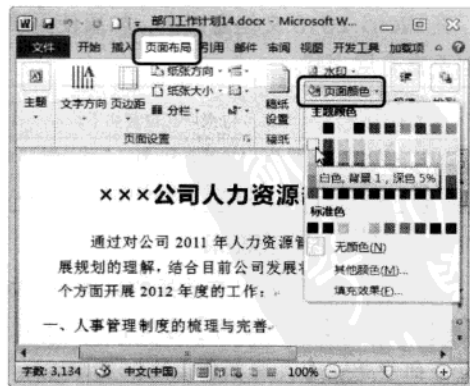 部门工作计划14.docx - Microsoft W...
文件 开始 插入 页面布局 引用 邮件 审阅 视图 开发工具 加载项
主题 文字方向 页边距 纸张方向 纸张大小 分栏 稿纸设置 水印 页面颜色
页面设置 稿纸 主题颜色
白色, 背景 1, 深色 5%
标准色
无颜色(N)
其他颜色(M)...
填充效果(F)...
×××公司人力资源
通过对公司 2011 年人力资源管
展规划的理解，结合目前公司发展
个方面开展 2012 年度的工作：
一、人事管理制度的梳理与完善
字数: 3,134 中文(中国) 100%